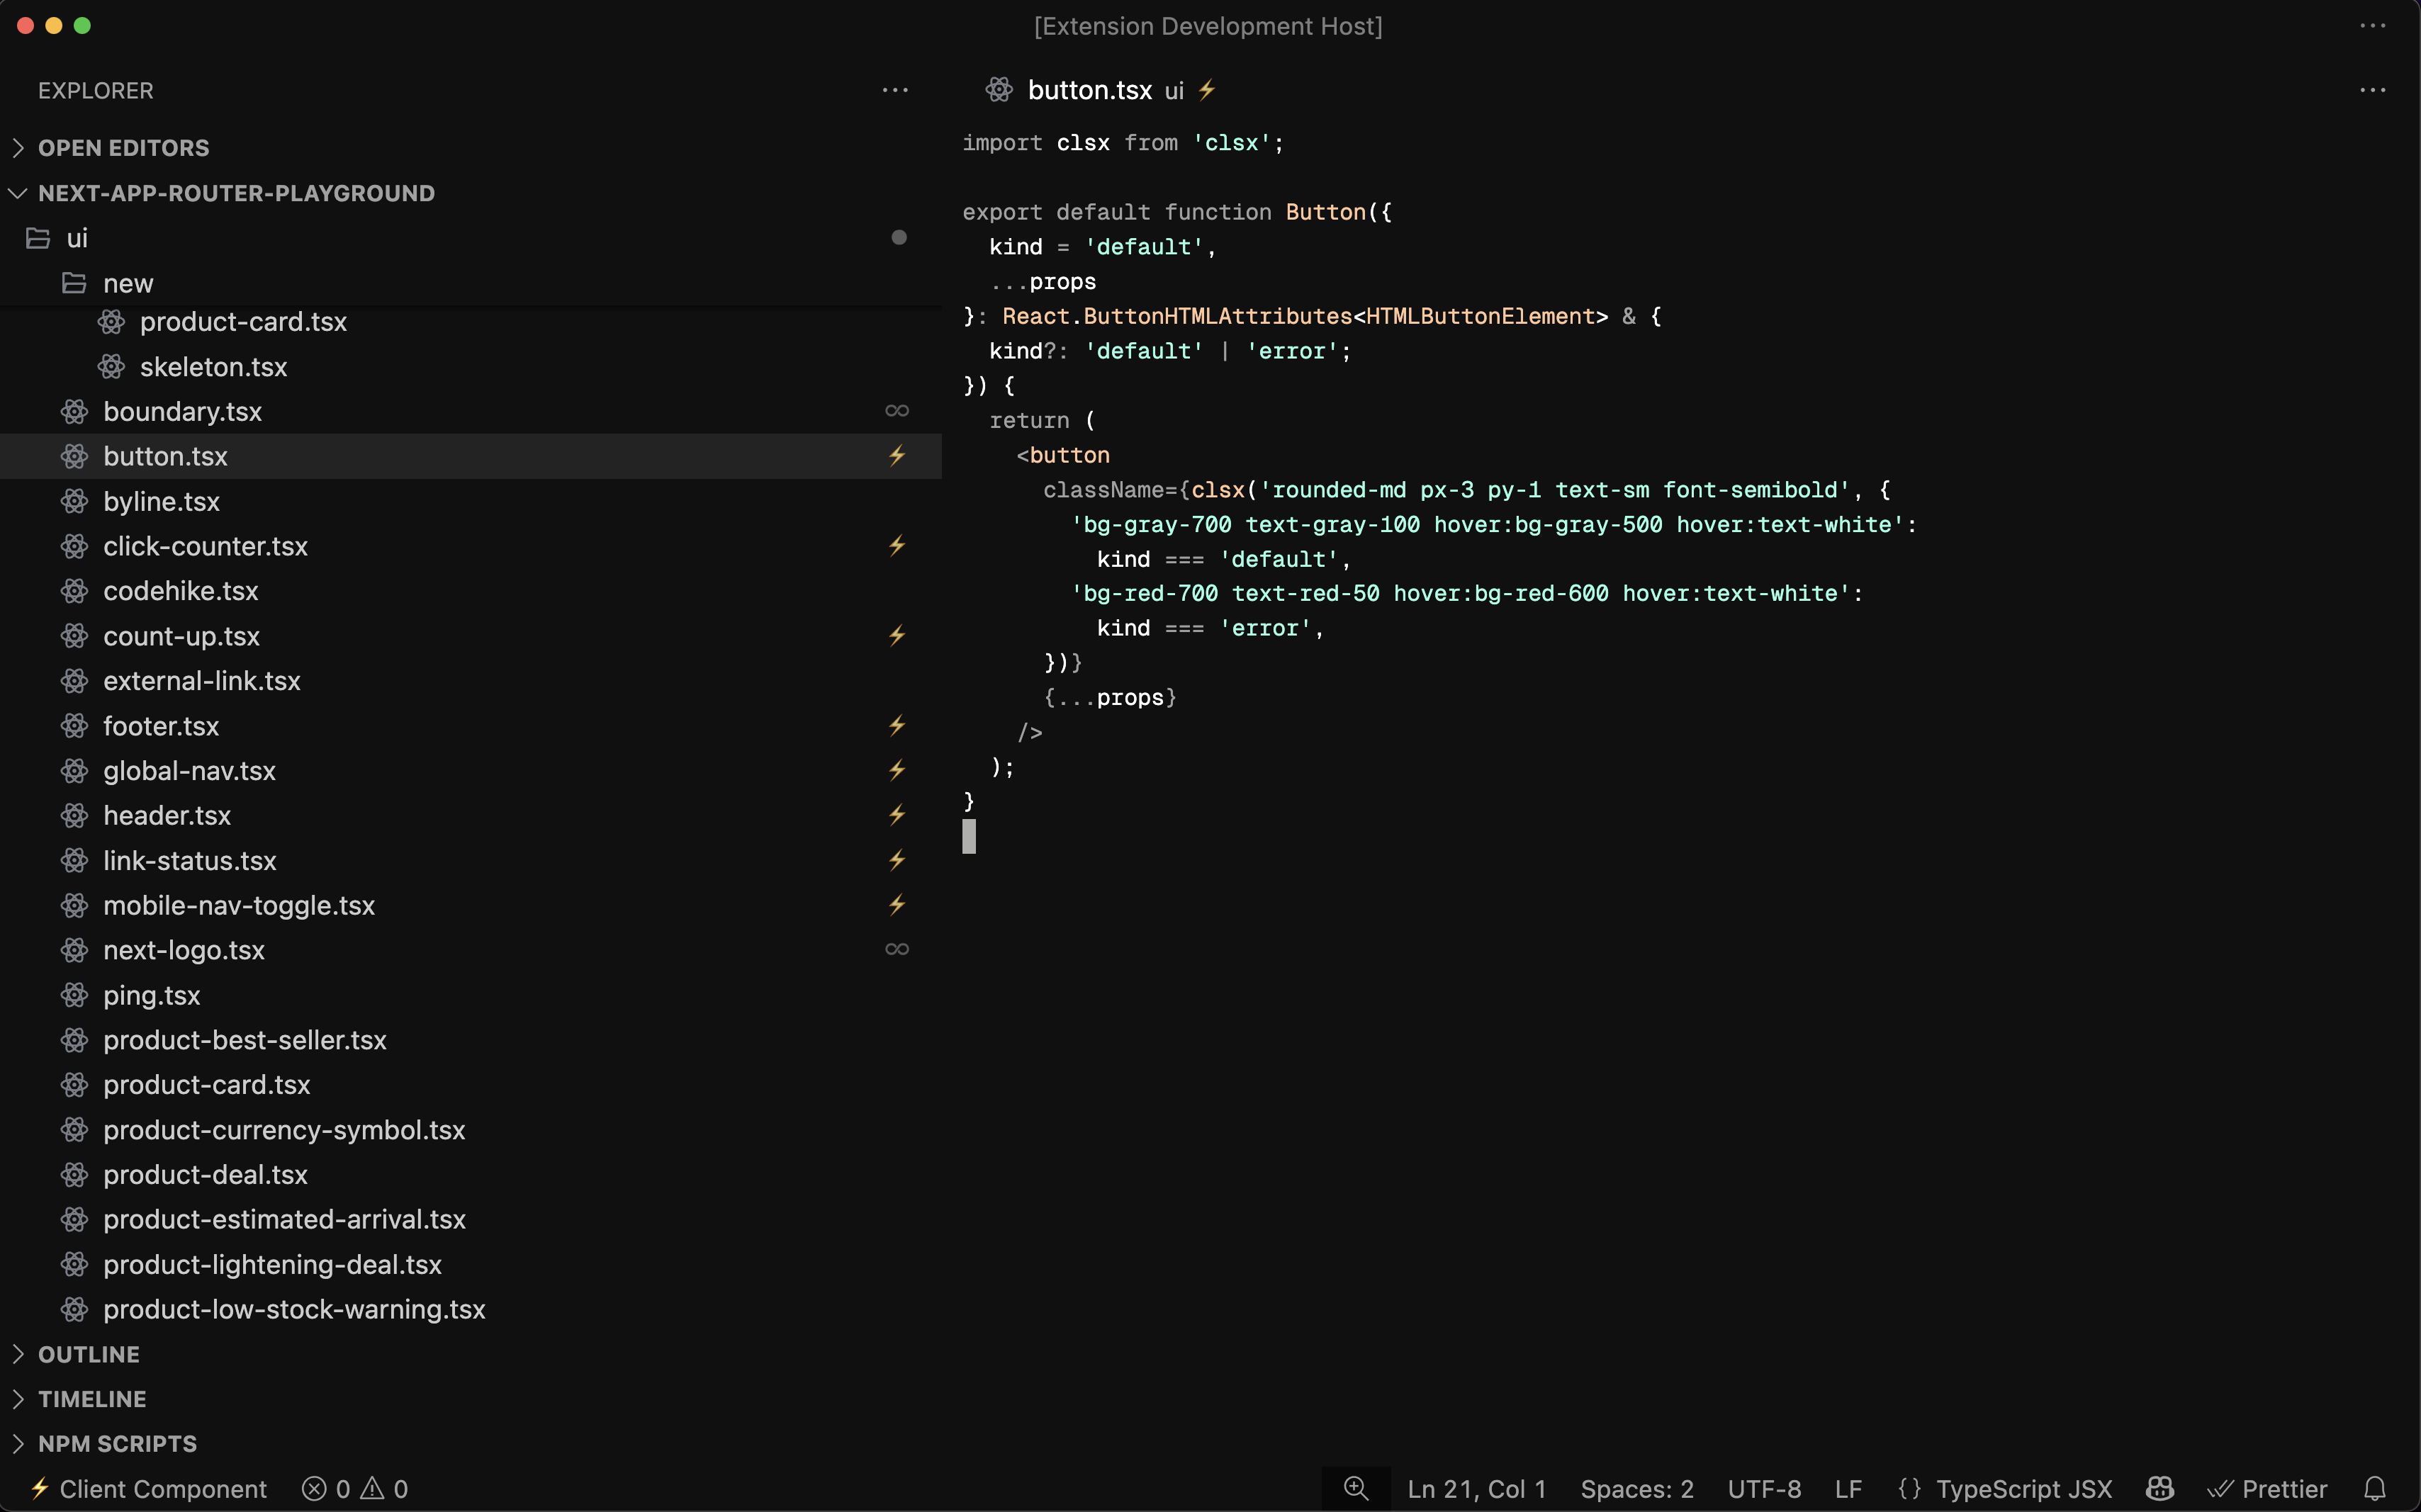 [Extension Development Host]
EXPLORER
OPEN EDITORS
NEXT-APP-ROUTER-PLAYGROUND
ui
new
product-card.tsx
skeleton.tsx
boundary.tsx ∞
button.tsx ⚡
byline.tsx
click-counter.tsx ⚡
codehike.tsx
count-up.tsx ⚡
external-link.tsx
footer.tsx ⚡
global-nav.tsx ⚡
header.tsx ⚡
link-status.tsx ⚡
mobile-nav-toggle.tsx ⚡
next-logo.tsx ∞
ping.tsx
product-best-seller.tsx
product-card.tsx
product-currency-symbol.tsx
product-deal.tsx
product-estimated-arrival.tsx
product-lightening-deal.tsx
product-low-stock-warning.tsx
OUTLINE
TIMELINE
NPM SCRIPTS
button.tsx ui ⚡
import clsx from 'clsx';
export default function Button({
  kind = 'default',
  ...props
}: React.ButtonHTMLAttributes<HTMLButtonElement> & {
  kind?: 'default' | 'error';
}) {
  return (
    <button
      className={clsx('rounded-md px-3 py-1 text-sm font-semibold', {
        'bg-gray-700 text-gray-100 hover:bg-gray-500 hover:text-white':
          kind === 'default',
        'bg-red-700 text-red-50 hover:bg-red-600 hover:text-white':
          kind === 'error',
      })}
      {...props}
    />
  );
}
⚡ Client Component 0 0 Ln 21, Col 1 Spaces: 2 UTF-8 LF {} TypeScript JSX Prettier